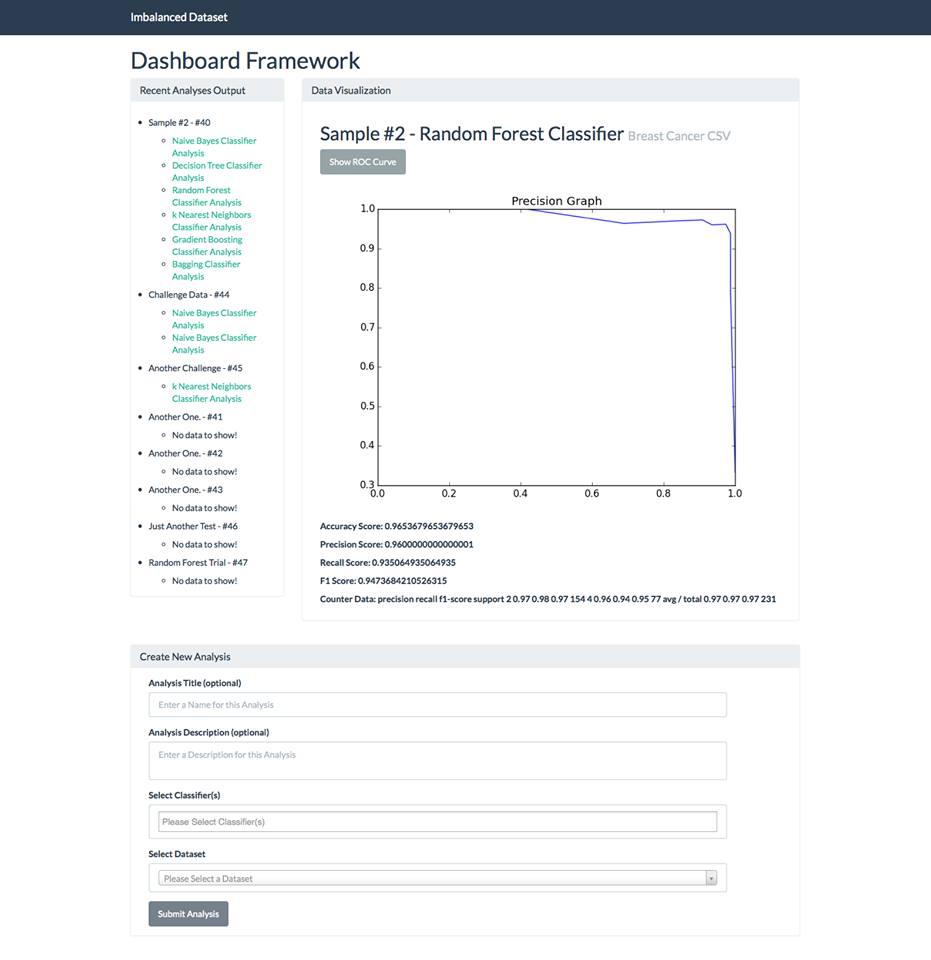 Imbalanced Dataset
Dashboard Framework
Recent Analyses Output
Sample #2 - #40
Naive Bayes Classifier
Analysis
Decision Tree Classifier
Analysis
Random Forest
Classifier Analysis
k Nearest Neighbors
Classifier Analysis
Gradient Boosting
Classifier Analysis
Bagging Classifier
Analysis
Challenge Data - #44
Naive Bayes Classifier
Analysis
Naive Bayes Classifier
Analysis
Another Challenge - #45
k Nearest Neighbors
Classifier Analysis
Another One. - #41
No data to show!
Another One. - #42
No data to show!
Another One. - #43
No data to show!
Just Another Test - #46
No data to show!
Random Forest Trial - #47
No data to show!
Data Visualization
Sample #2 - Random Forest Classifier Breast Cancer CSV
Show ROC Curve
Precision Graph
1.0
0.9
0.8
0.7
0.6
0.5
0.4
0.3
0.0 0.2 0.4 0.6 0.8 1.0
Accuracy Score: 0.9653679653679653
Precision Score: 0.9600000000000001
Recall Score: 0.935064935064935
F1 Score: 0.9473684210526315
Counter Data: precision recall f1-score support 2 0.97 0.98 0.97 154 4 0.96 0.94 0.95 77 avg / total 0.97 0.97 0.97 231
Create New Analysis
Analysis Title (optional)
Enter a Name for this Analysis
Analysis Description (optional)
Enter a Description for this Analysis
Select Classifier(s)
Please Select Classifier(s)
Select Dataset
Please Select a Dataset
Submit Analysis